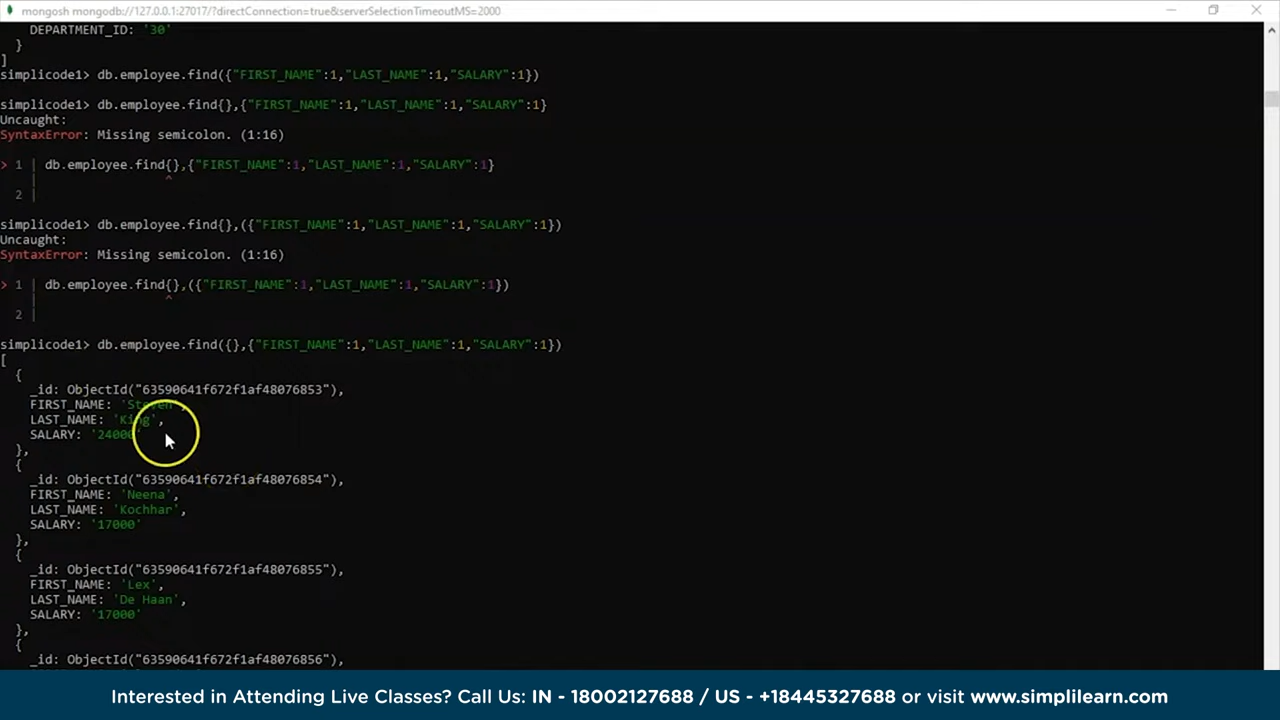 mongosh mongodb://127.0.0.1:27017/?directConnection=true&serverSelectionTimeoutMS=2000
DEPARTMENT_ID: '30'
}
]
simplicode1> db.employee.find({"FIRST_NAME":1,"LAST_NAME":1,"SALARY":1})
simplicode1> db.employee.find{},{"FIRST_NAME":1,"LAST_NAME":1,"SALARY":1}
Uncaught:
SyntaxError: Missing semicolon. (1:16)
> 1 | db.employee.find{},{"FIRST_NAME":1,"LAST_NAME":1,"SALARY":1}
| ^
2 |
simplicode1> db.employee.find{},({"FIRST_NAME":1,"LAST_NAME":1,"SALARY":1})
Uncaught:
SyntaxError: Missing semicolon. (1:16)
> 1 | db.employee.find{},({"FIRST_NAME":1,"LAST_NAME":1,"SALARY":1})
| ^
2 |
simplicode1> db.employee.find({},{"FIRST_NAME":1,"LAST_NAME":1,"SALARY":1})
[
{
_id: ObjectId("63590641f672f1af48076853"),
FIRST_NAME: 'Steven',
LAST_NAME: 'King',
SALARY: '24000'
},
{
_id: ObjectId("63590641f672f1af48076854"),
FIRST_NAME: 'Neena',
LAST_NAME: 'Kochhar',
SALARY: '17000'
},
{
_id: ObjectId("63590641f672f1af48076855"),
FIRST_NAME: 'Lex',
LAST_NAME: 'De Haan',
SALARY: '17000'
},
{
_id: ObjectId("63590641f672f1af48076856"),
Interested in Attending Live Classes? Call Us: IN - 18002127688 / US - +18445327688 or visit www.simplilearn.com